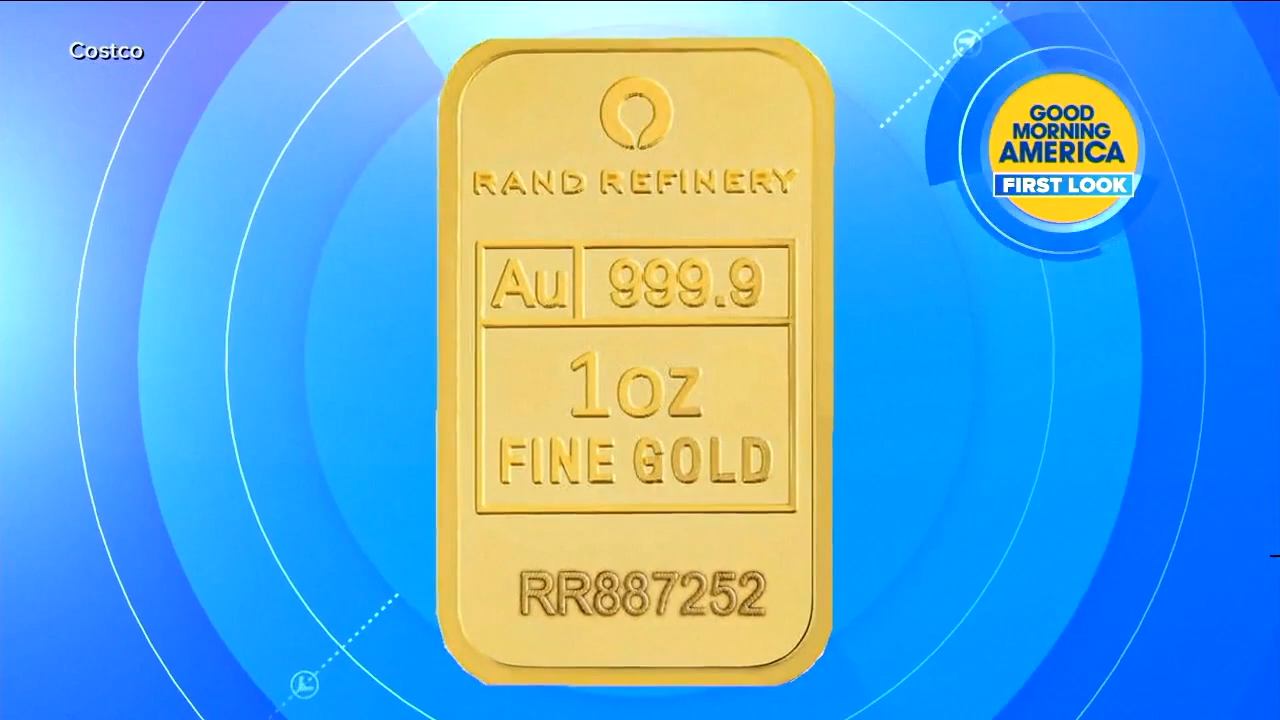 Costco
GOOD
MORNING
AMERICA
FIRST LOOK
RAND REFINERY
Au 999.9
1oz
FINE GOLD
RR887252